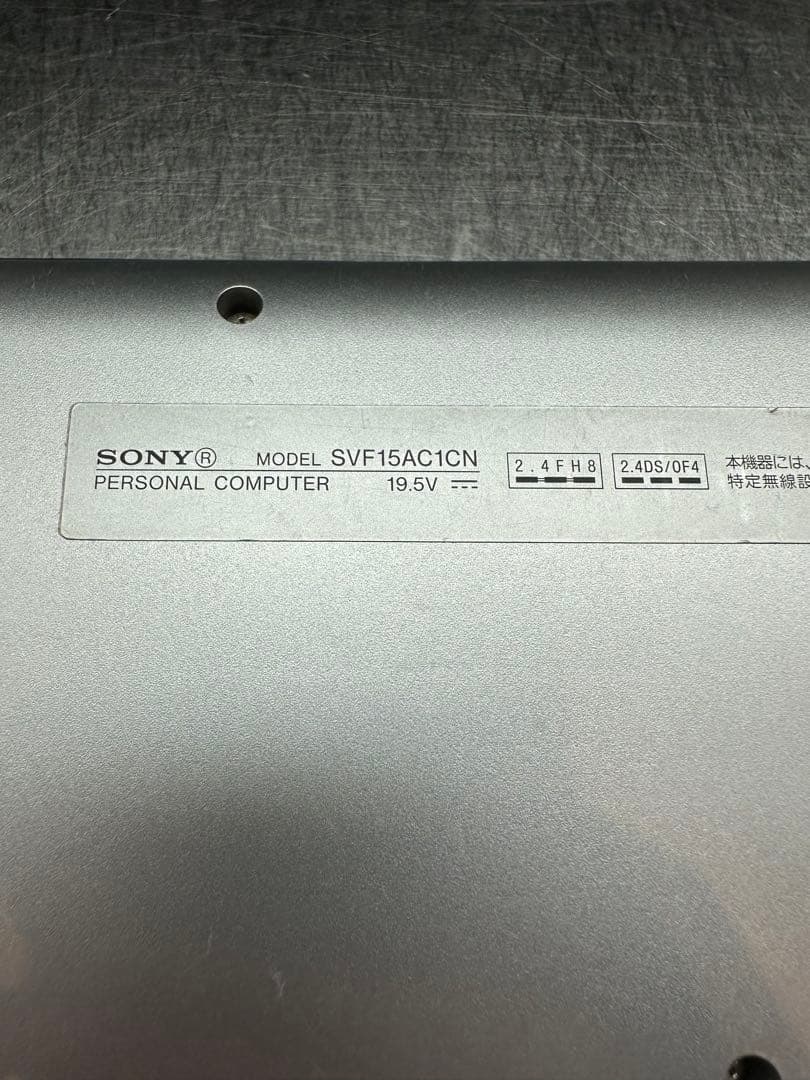 SONY® MODEL SVF15AC1CN
PERSONAL COMPUTER 19.5V
2.4FH8
2.4DS/OF4
本機器には、
特定無線設